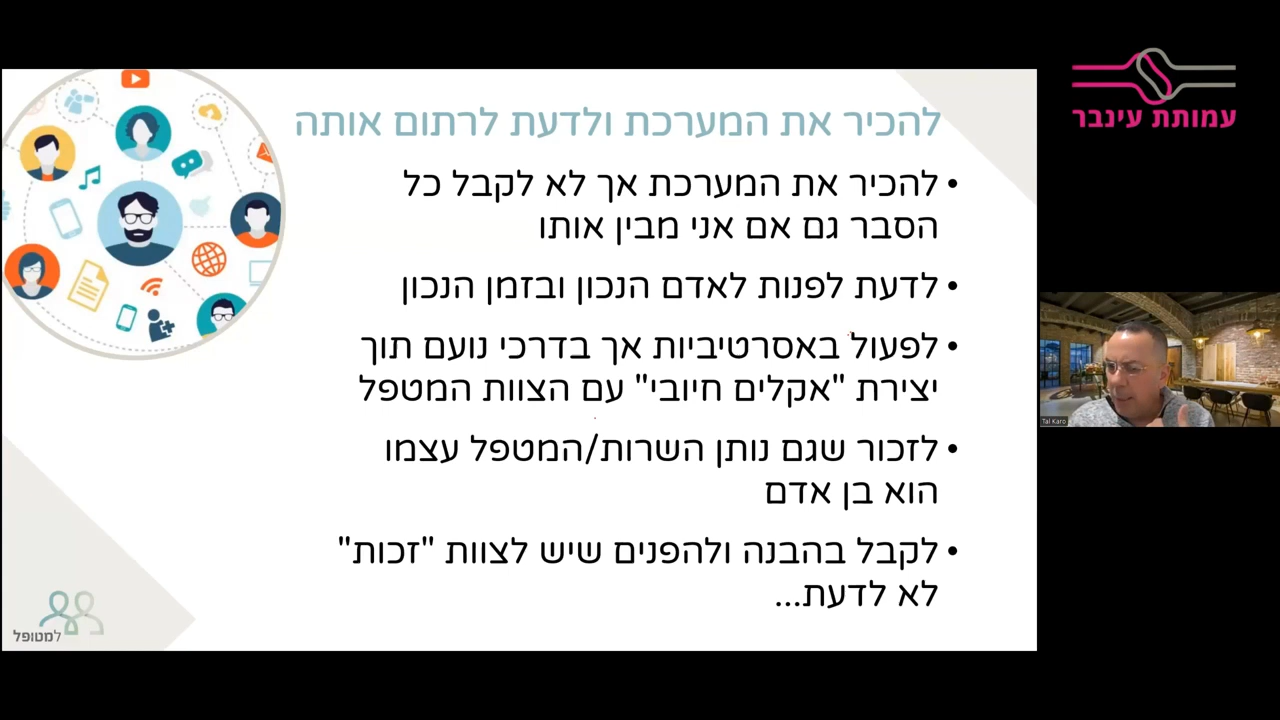 עמותת עינבר
להכיר את המערכת ולדעת לרתום אותה
• להכיר את המערכת אך לא לקבל כל
הסבר גם אם אני מבין אותו
• לדעת לפנות לאדם הנכון ובזמן הנכון
• לפעול באסרטיביות אך בדרכי נועם תוך
יצירת "אקלים חיובי" עם הצוות המטפל
• לזכור שגם נותן השרות/המטפל עצמו
הוא בן אדם
• לקבל בהבנה ולהפנים שיש לצוות "זכות"
לא לדעת...
למטופל
Tal Karo